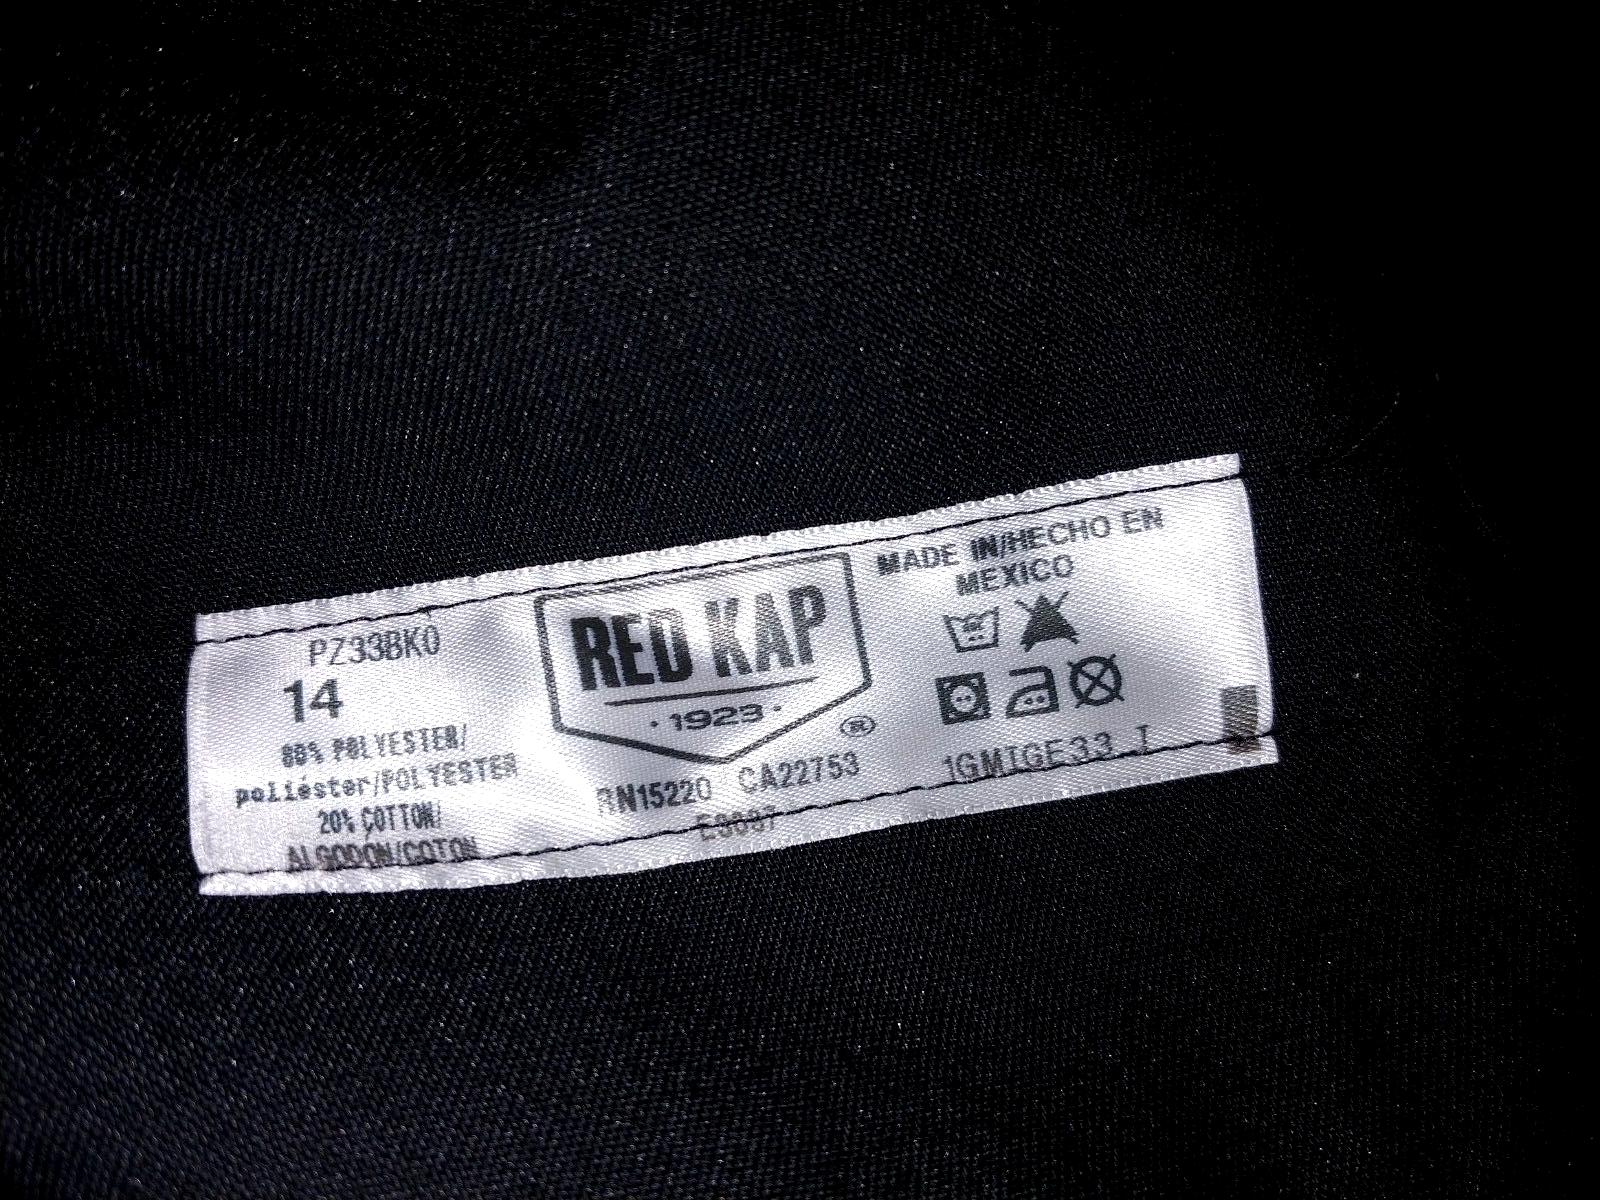 PZ33BK0
14
80% POLYESTER/
poliéster/POLYESTER
20% COTTON/
ALGODON/COTON
RED KAP
· 1923 ·
®
RN15220 CA22753
MADE IN/HECHO EN
MEXICO
1GMTGE33 I